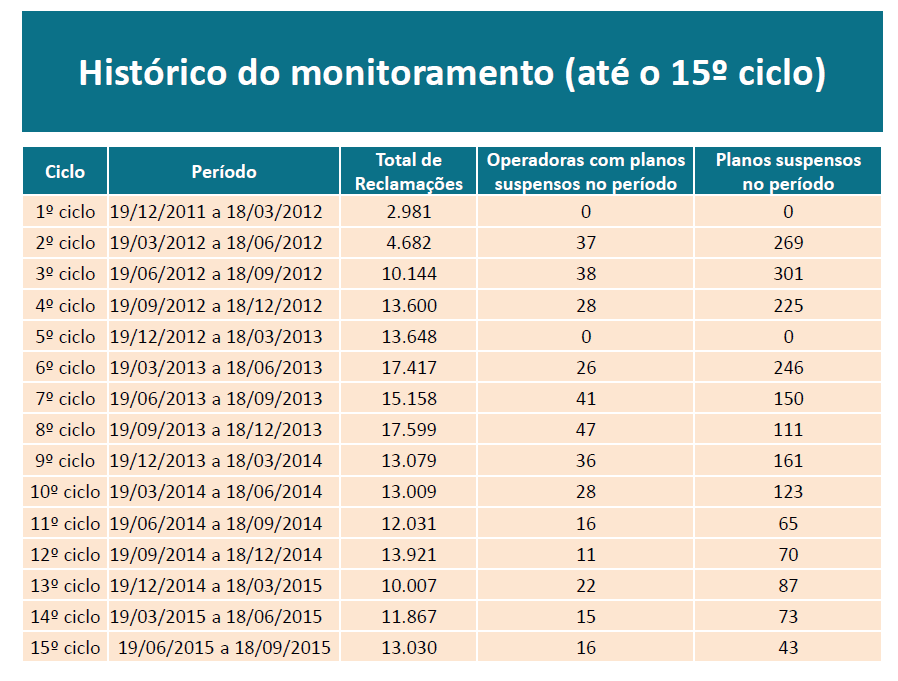 Histórico do monitoramento (até o 15º ciclo)
Ciclo Período Total de Reclamações Operadoras com planos suspensos no período Planos suspensos no período
1º ciclo 19/12/2011 a 18/03/2012 2.981 0 0
2º ciclo 19/03/2012 a 18/06/2012 4.682 37 269
3º ciclo 19/06/2012 a 18/09/2012 10.144 38 301
4º ciclo 19/09/2012 a 18/12/2012 13.600 28 225
5º ciclo 19/12/2012 a 18/03/2013 13.648 0 0
6º ciclo 19/03/2013 a 18/06/2013 17.417 26 246
7º ciclo 19/06/2013 a 18/09/2013 15.158 41 150
8º ciclo 19/09/2013 a 18/12/2013 17.599 47 111
9º ciclo 19/12/2013 a 18/03/2014 13.079 36 161
10º ciclo 19/03/2014 a 18/06/2014 13.009 28 123
11º ciclo 19/06/2014 a 18/09/2014 12.031 16 65
12º ciclo 19/09/2014 a 18/12/2014 13.921 11 70
13º ciclo 19/12/2014 a 18/03/2015 10.007 22 87
14º ciclo 19/03/2015 a 18/06/2015 11.867 15 73
15º ciclo 19/06/2015 a 18/09/2015 13.030 16 43